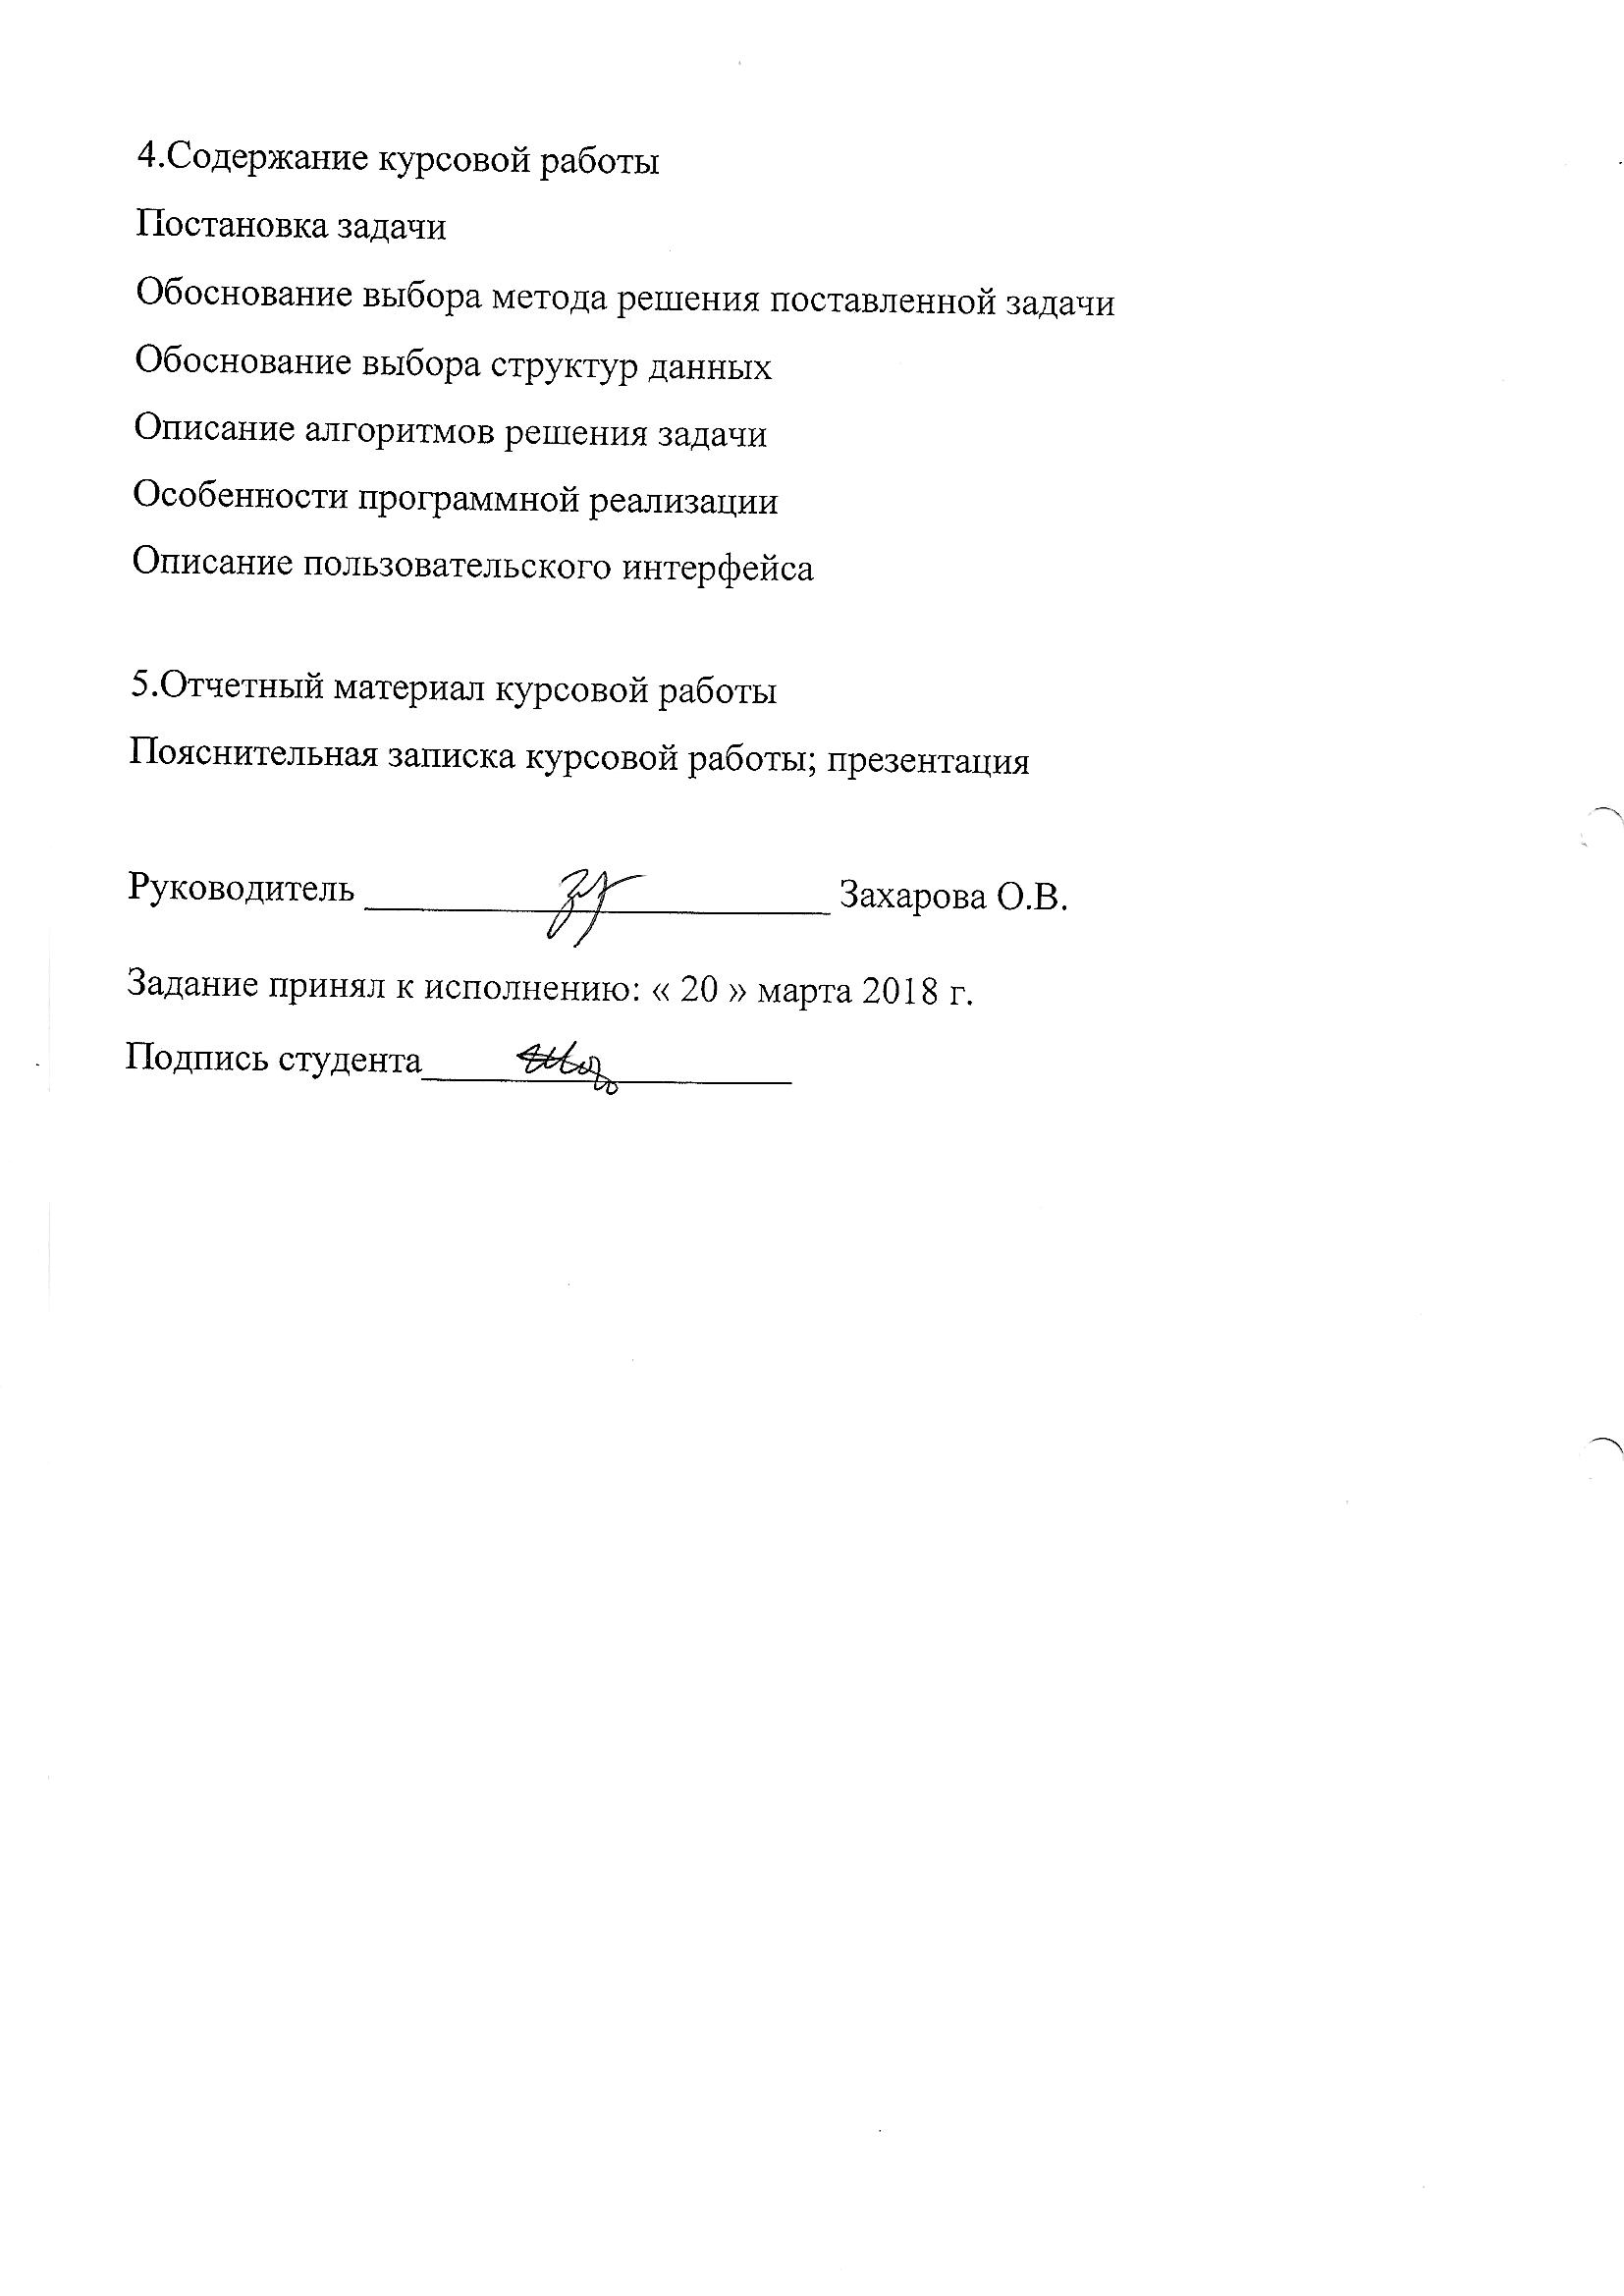 4.Содержание курсовой работы
Постановка задачи
Обоснование выбора метода решения поставленной задачи
Обоснование выбора структур данных
Описание алгоритмов решения задачи
Особенности программной реализации
Описание пользовательского интерфейса
5.Отчетный материал курсовой работы
Пояснительная записка курсовой работы; презентация
Руководитель Захарова О.В.
Задание принял к исполнению: « 20 » марта 2018 г.
Подпись студента